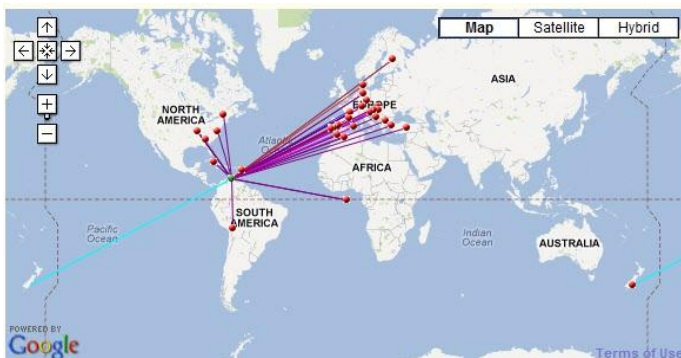 Map
Satellite
Hybrid
NORTH
AMERICA
EUROPE
ASIA
Atlantic
Ocean
AFRICA
SOUTH
AMERICA
Pacific
Ocean
Indian
Ocean
AUSTRALIA
POWERED BY
Google
Terms of Use